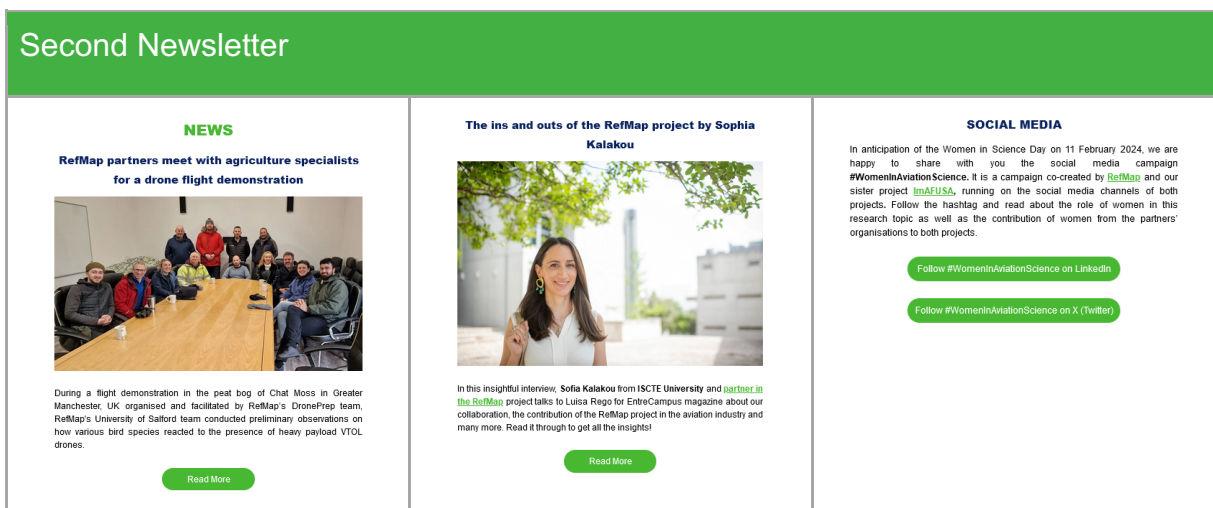 Second Newsletter
NEWS
RefMap partners meet with agriculture specialists
for a drone flight demonstration
During a flight demonstration in the peat bog of Chat Moss in Greater
Manchester, UK organised and facilitated by RefMap's DronePrep team,
RefMap's University of Salford team conducted preliminary observations on
how various bird species reacted to the presence of heavy payload VTOL
drones.
Read More
The ins and outs of the RefMap project by Sophia
Kalakou
In this insightful interview, Sofia Kalakou from ISCTE University and partner in
the RefMap project talks to Luisa Rego for EntreCampus magazine about our
collaboration, the contribution of the RefMap project in the aviation industry and
many more. Read it through to get all the insights!
Read More
SOCIAL MEDIA
In anticipation of the Women in Science Day on 11 February 2024, we are
happy to share with you the social media campaign
#WomenInAviationScience. It is a campaign co-created by RefMap and our
sister project ImAFUSA, running on the social media channels of both
projects. Follow the hashtag and read about the role of women in this
research topic as well as the contribution of women from the partners'
organisations to both projects.
Follow #WomenInAviationScience on LinkedIn
Follow #WomenInAviationScience on X (Twitter)